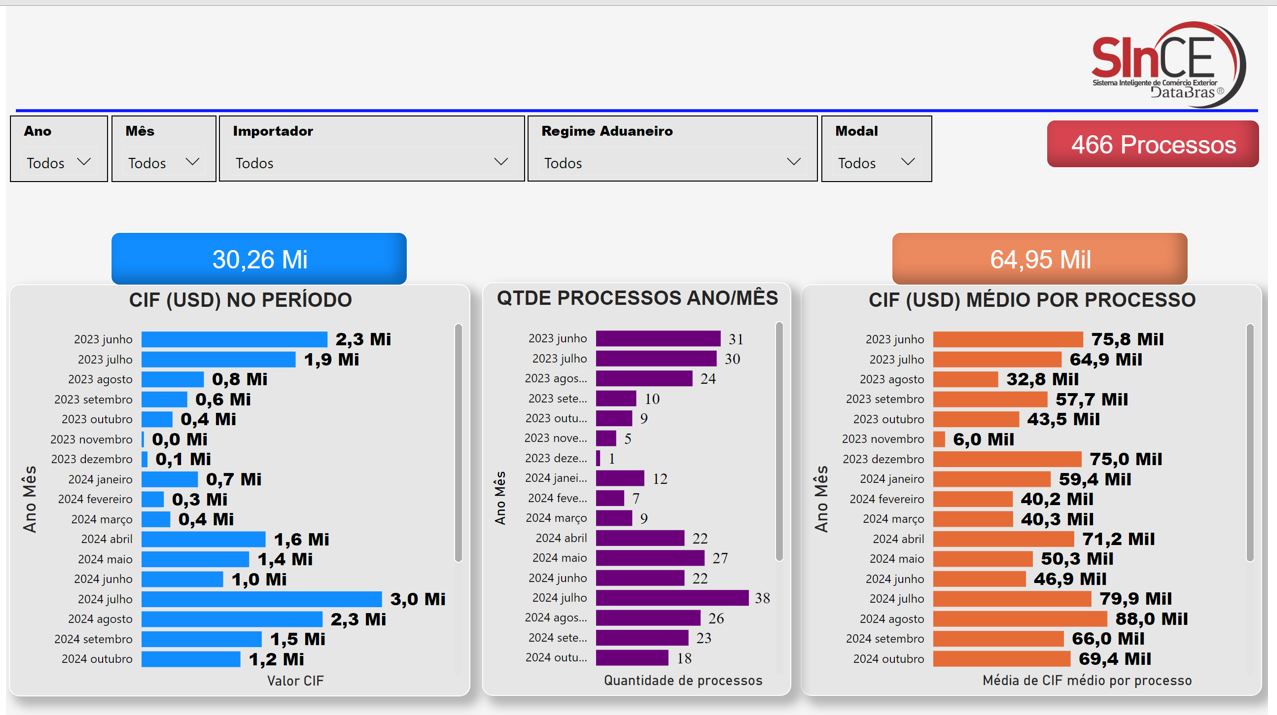 SInCE
Sistema Inteligente de Comércio Exterior
DataBras®
Ano
Todos
Mês
Todos
Importador
Todos
Regime Aduaneiro
Todos
Modal
Todos
466 Processos
30,26 Mi
64,95 Mil
CIF (USD) NO PERÍODO
Ano Mês
2023 junho 2,3 Mi
2023 julho 1,9 Mi
2023 agosto 0,8 Mi
2023 setembro 0,6 Mi
2023 outubro 0,4 Mi
2023 novembro 0,0 Mi
2023 dezembro 0,1 Mi
2024 janeiro 0,7 Mi
2024 fevereiro 0,3 Mi
2024 março 0,4 Mi
2024 abril 1,6 Mi
2024 maio 1,4 Mi
2024 junho 1,0 Mi
2024 julho 3,0 Mi
2024 agosto 2,3 Mi
2024 setembro 1,5 Mi
2024 outubro 1,2 Mi
Valor CIF
QTDE PROCESSOS ANO/MÊS
Ano Mês
2023 junho 31
2023 julho 30
2023 agos... 24
2023 sete... 10
2023 outu... 9
2023 nove... 5
2023 deze... 1
2024 janei... 12
2024 feve... 7
2024 março 9
2024 abril 22
2024 maio 27
2024 junho 22
2024 julho 38
2024 agos... 26
2024 sete... 23
2024 outu... 18
Quantidade de processos
CIF (USD) MÉDIO POR PROCESSO
Ano Mês
2023 junho 75,8 Mil
2023 julho 64,9 Mil
2023 agosto 32,8 Mil
2023 setembro 57,7 Mil
2023 outubro 43,5 Mil
2023 novembro 6,0 Mil
2023 dezembro 75,0 Mil
2024 janeiro 59,4 Mil
2024 fevereiro 40,2 Mil
2024 março 40,3 Mil
2024 abril 71,2 Mil
2024 maio 50,3 Mil
2024 junho 46,9 Mil
2024 julho 79,9 Mil
2024 agosto 88,0 Mil
2024 setembro 66,0 Mil
2024 outubro 69,4 Mil
Média de CIF médio por processo